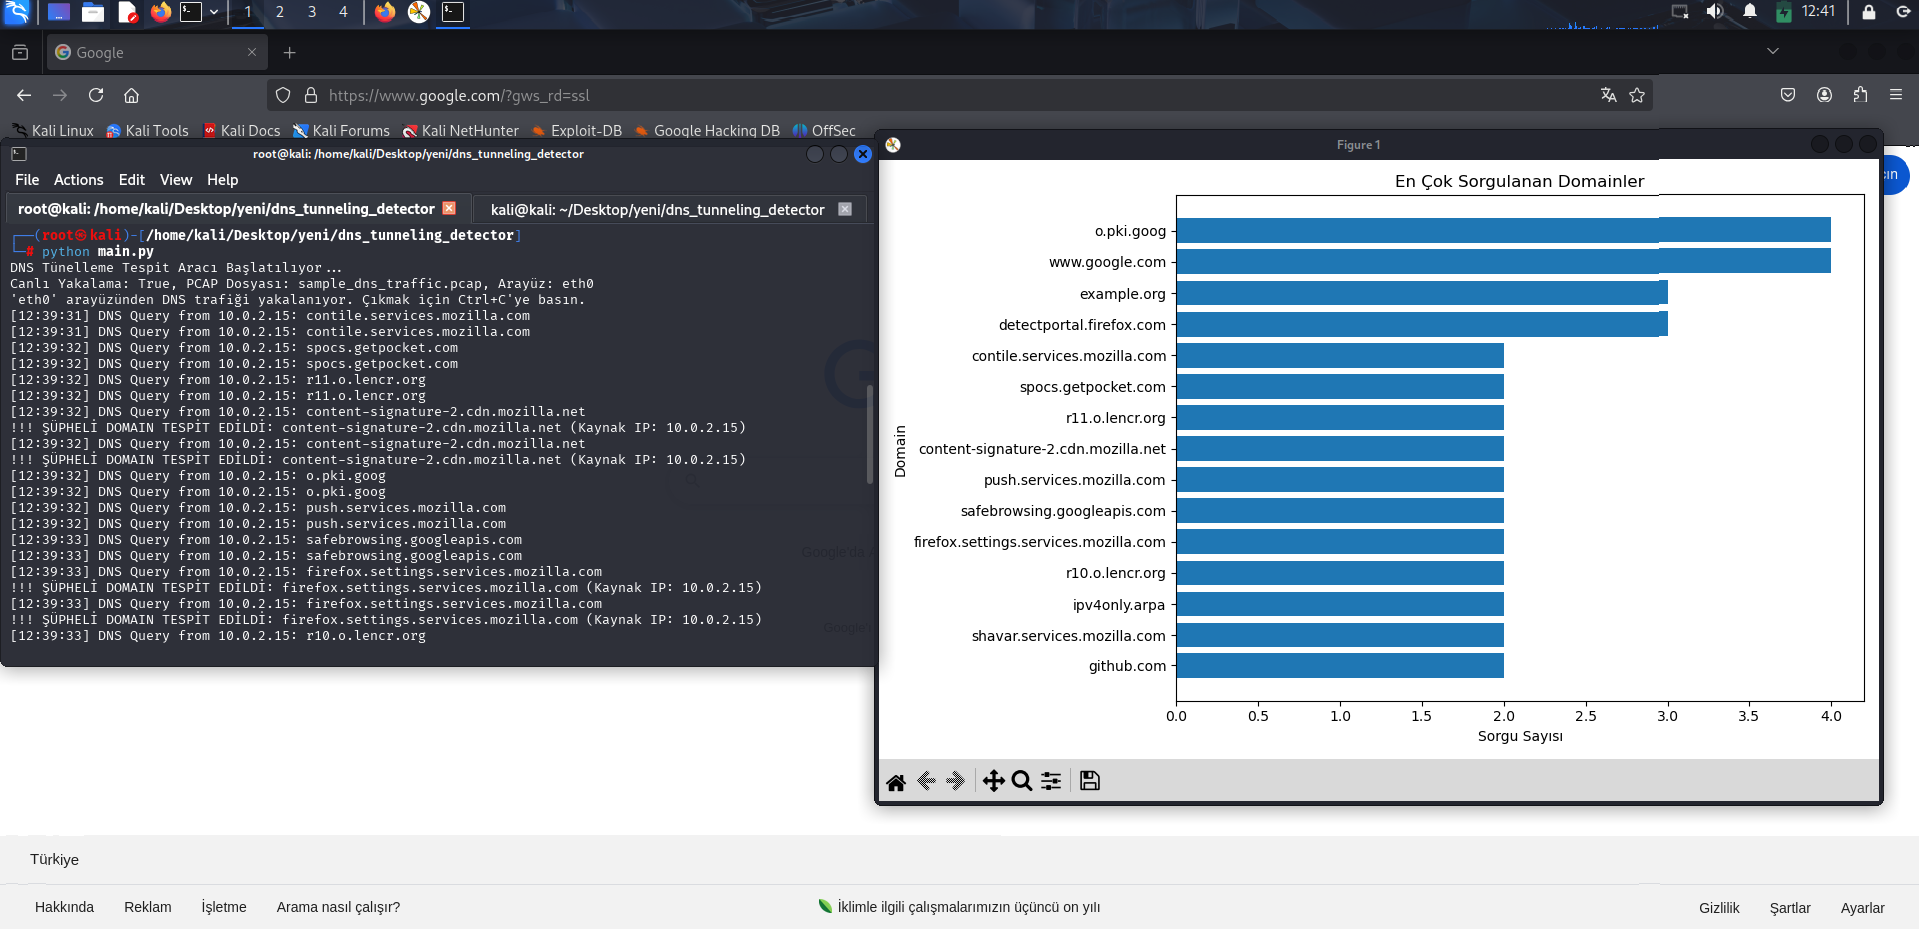 1 2 3 4 12:41
Google
https://www.google.com/?gws_rd=ssl
Kali Linux Kali Tools Kali Docs Kali Forums Kali NetHunter Exploit-DB Google Hacking DB OffSec
root@kali: /home/kali/Desktop/yeni/dns_tunneling_detector
File Actions Edit View Help
root@kali: /home/kali/Desktop/yeni/dns_tunneling_detector kali@kali: ~/Desktop/yeni/dns_tunneling_detector
┌──(root㉿kali)-[/home/kali/Desktop/yeni/dns_tunneling_detector]
└─# python main.py
DNS Tünelleme Tespit Aracı Başlatılıyor...
Canlı Yakalama: True, PCAP Dosyası: sample_dns_traffic.pcap, Arayüz: eth0
'eth0' arayüzünden DNS trafiği yakalanıyor. Çıkmak için Ctrl+C'ye basın.
[12:39:31] DNS Query from 10.0.2.15: contile.services.mozilla.com
[12:39:31] DNS Query from 10.0.2.15: contile.services.mozilla.com
[12:39:32] DNS Query from 10.0.2.15: spocs.getpocket.com
[12:39:32] DNS Query from 10.0.2.15: spocs.getpocket.com
[12:39:32] DNS Query from 10.0.2.15: r11.o.lencr.org
[12:39:32] DNS Query from 10.0.2.15: r11.o.lencr.org
[12:39:32] DNS Query from 10.0.2.15: content-signature-2.cdn.mozilla.net
!!! ŞÜPHELİ DOMAIN TESPİT EDİLDİ: content-signature-2.cdn.mozilla.net (Kaynak IP: 10.0.2.15)
[12:39:32] DNS Query from 10.0.2.15: content-signature-2.cdn.mozilla.net
!!! ŞÜPHELİ DOMAIN TESPİT EDİLDİ: content-signature-2.cdn.mozilla.net (Kaynak IP: 10.0.2.15)
[12:39:32] DNS Query from 10.0.2.15: o.pki.goog
[12:39:32] DNS Query from 10.0.2.15: o.pki.goog
[12:39:32] DNS Query from 10.0.2.15: push.services.mozilla.com
[12:39:32] DNS Query from 10.0.2.15: push.services.mozilla.com
[12:39:33] DNS Query from 10.0.2.15: safebrowsing.googleapis.com
[12:39:33] DNS Query from 10.0.2.15: safebrowsing.googleapis.com
[12:39:33] DNS Query from 10.0.2.15: firefox.settings.services.mozilla.com
!!! ŞÜPHELİ DOMAIN TESPİT EDİLDİ: firefox.settings.services.mozilla.com (Kaynak IP: 10.0.2.15)
[12:39:33] DNS Query from 10.0.2.15: firefox.settings.services.mozilla.com
!!! ŞÜPHELİ DOMAIN TESPİT EDİLDİ: firefox.settings.services.mozilla.com (Kaynak IP: 10.0.2.15)
[12:39:33] DNS Query from 10.0.2.15: r10.o.lencr.org
Figure 1
En Çok Sorgulanan Domainler
Domain
o.pki.goog
www.google.com
example.org
detectportal.firefox.com
contile.services.mozilla.com
spocs.getpocket.com
r11.o.lencr.org
content-signature-2.cdn.mozilla.net
push.services.mozilla.com
safebrowsing.googleapis.com
firefox.settings.services.mozilla.com
r10.o.lencr.org
ipv4only.arpa
shavar.services.mozilla.com
github.com
0.0 0.5 1.0 1.5 2.0 2.5 3.0 3.5 4.0
Sorgu Sayısı
Türkiye
Hakkında Reklam İşletme Arama nasıl çalışır? İklimle ilgili çalışmalarımızın üçüncü on yılı Gizlilik Şartlar Ayarlar